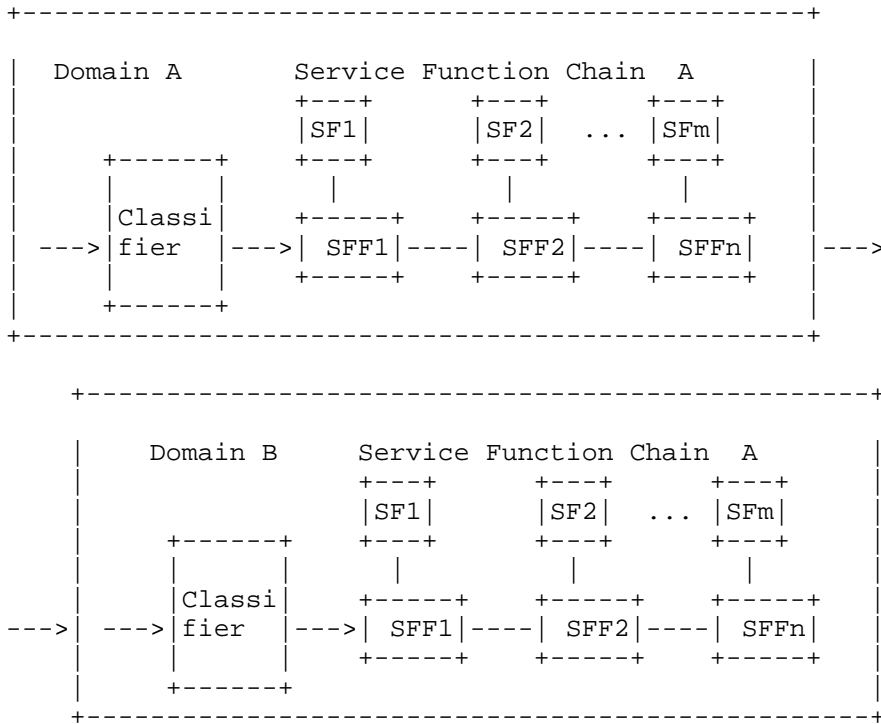 Domain A Service Function Chain A
SF1 SF2 ... SFm
Classi
--->fier ---> SFF1 ---- SFF2 ---- SFFn --->
Domain B Service Function Chain A
SF1 SF2 ... SFm
Classi
---> --->fier ---> SFF1 ---- SFF2 ---- SFFn